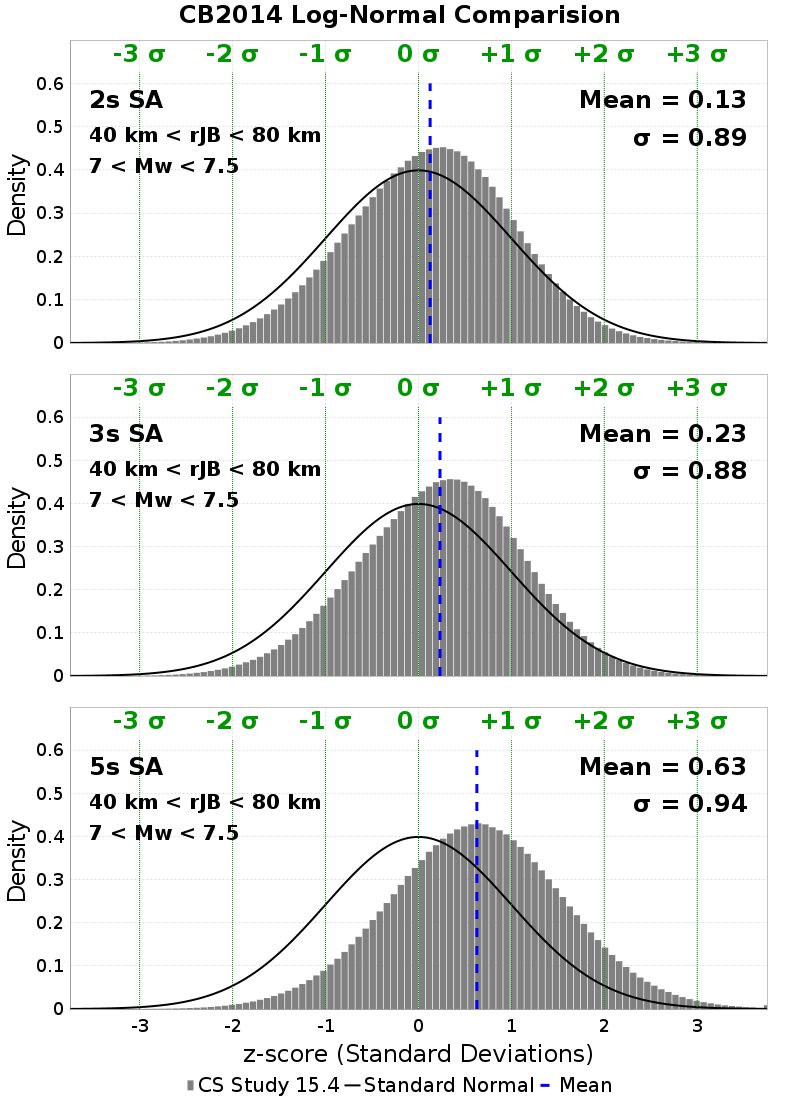 CB2014 Log-Normal Comparision
-3 σ -2 σ -1 σ 0 σ +1 σ +2 σ +3 σ
2s SA
40 km < rJB < 80 km
7 < Mw < 7.5
Mean = 0.13
σ = 0.89
Density
0.6
0.5
0.4
0.3
0.2
0.1
0
-3 σ -2 σ -1 σ 0 σ +1 σ +2 σ +3 σ
3s SA
40 km < rJB < 80 km
7 < Mw < 7.5
Mean = 0.23
σ = 0.88
Density
0.6
0.5
0.4
0.3
0.2
0.1
0
-3 σ -2 σ -1 σ 0 σ +1 σ +2 σ +3 σ
5s SA
40 km < rJB < 80 km
7 < Mw < 7.5
Mean = 0.63
σ = 0.94
Density
0.6
0.5
0.4
0.3
0.2
0.1
0
-3 -2 -1 0 1 2 3
z-score (Standard Deviations)
CS Study 15.4 Standard Normal Mean